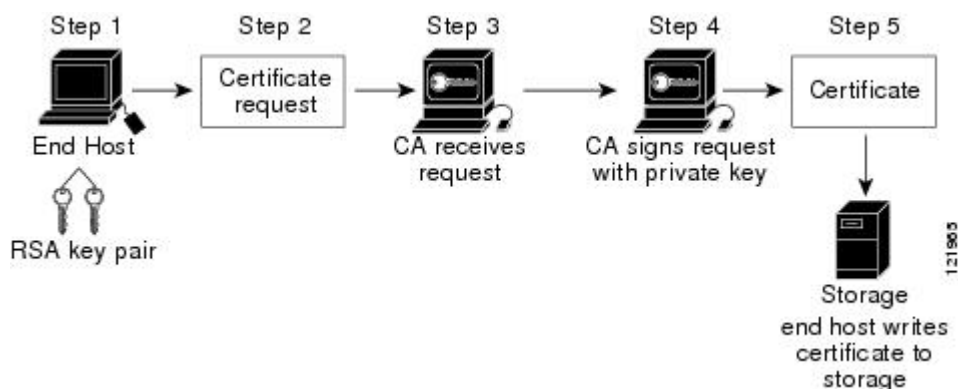 Step 1
Step 2
Step 3
Step 4
Step 5
Certificate
request
Certificate
End Host
CA receives
request
CA signs request
with private key
RSA key pair
121965
Storage
end host writes
certificate to
storage